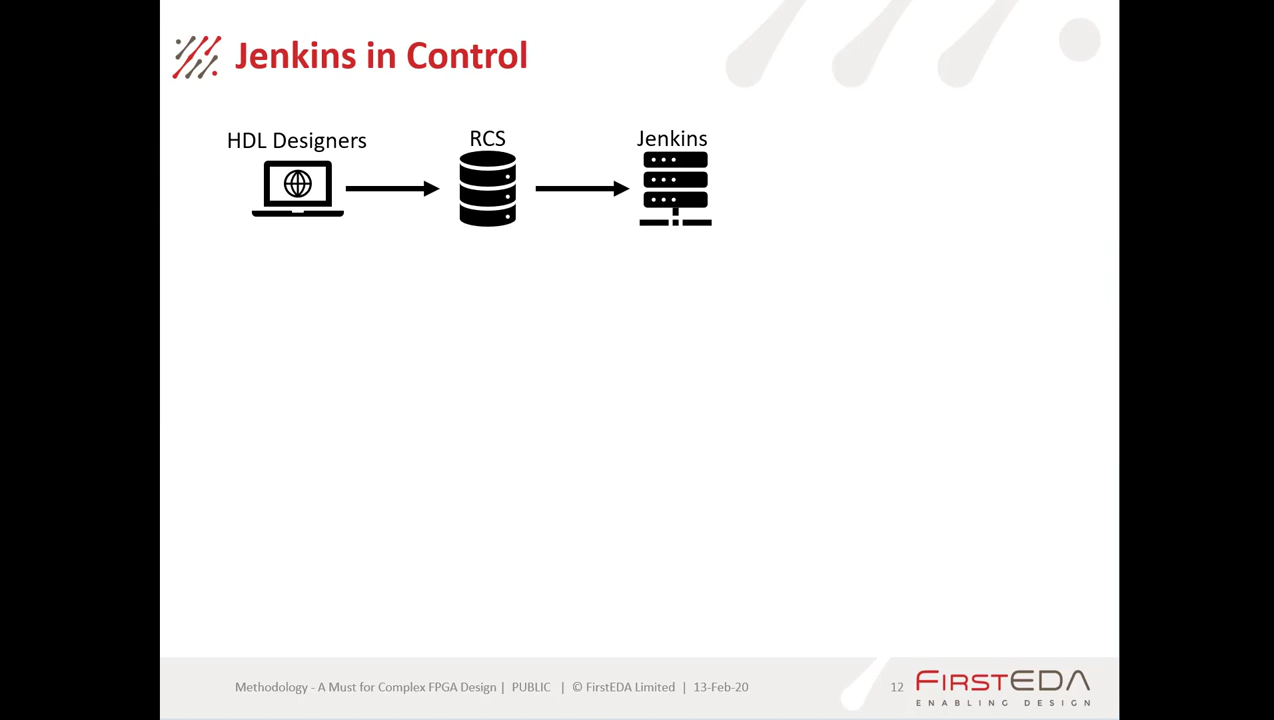 Jenkins in Control
HDL Designers
RCS
Jenkins
Methodology - A Must for Complex FPGA Design | PUBLIC | © FirstEDA Limited | 13-Feb-20
12
FIRSTEDA
ENABLING DESIGN